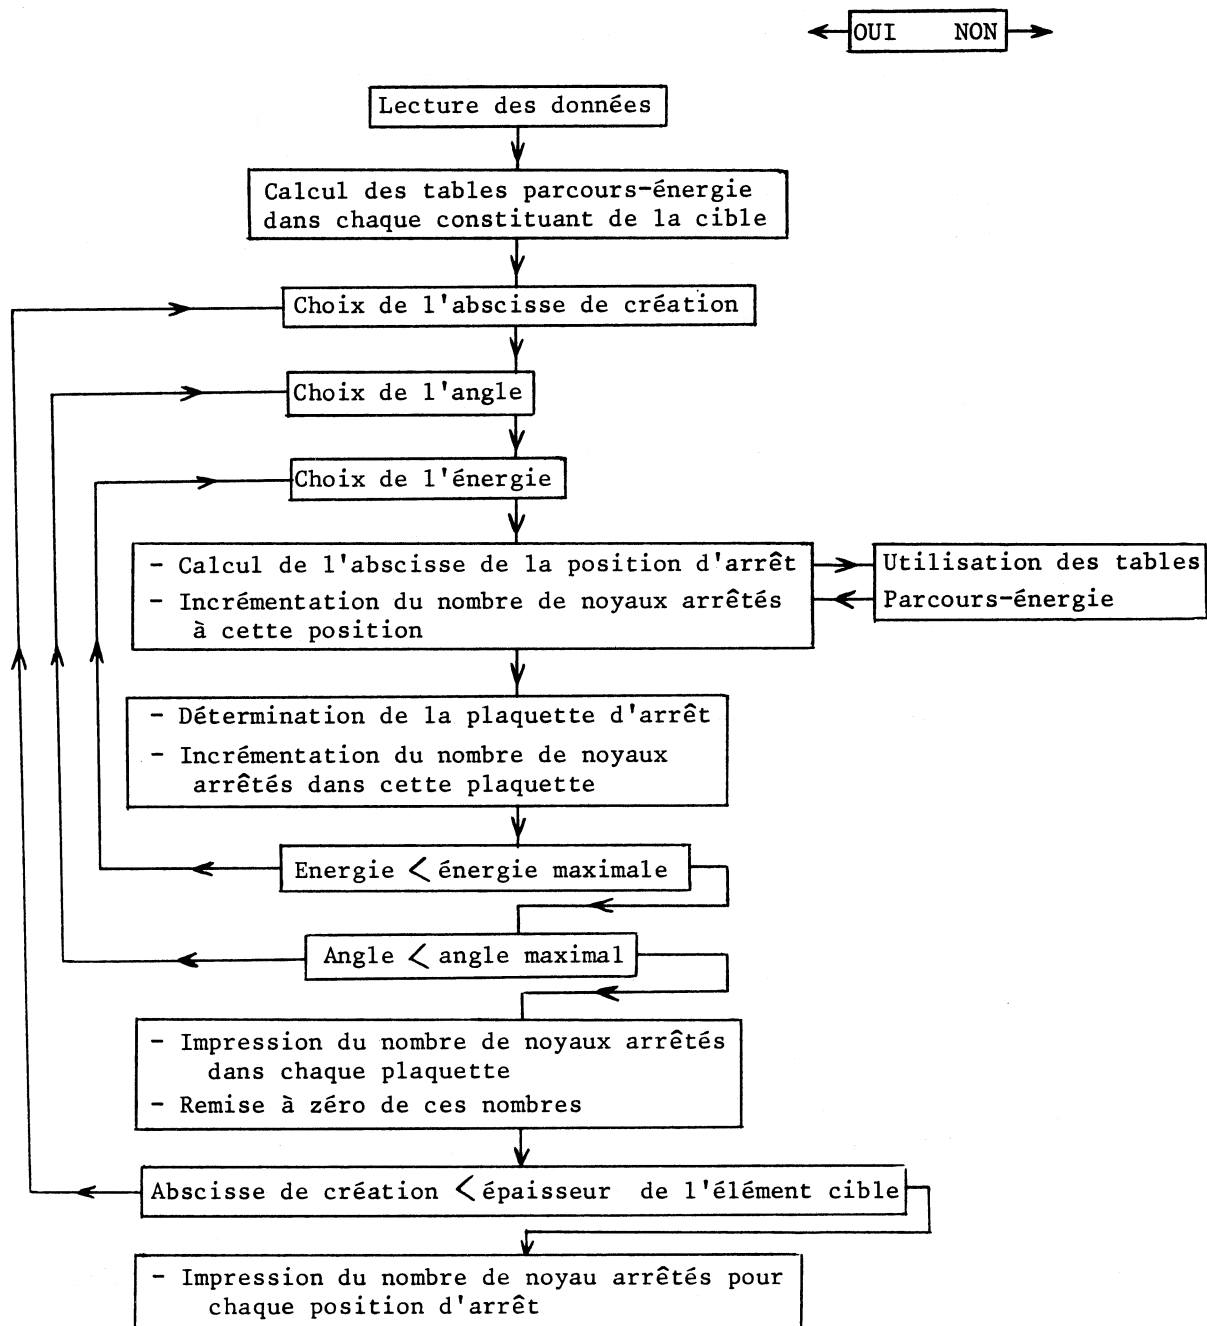 OUI NON
Lecture des données
Calcul des tables parcours-énergie
dans chaque constituant de la cible
Choix de l'abscisse de création
Choix de l'angle
Choix de l'énergie
- Calcul de l'abscisse de la position d'arrêt
- Incrémentation du nombre de noyaux arrêtés
à cette position
Utilisation des tables
Parcours-énergie
- Détermination de la plaquette d'arrêt
- Incrémentation du nombre de noyaux
arrêtés dans cette plaquette
Energie < énergie maximale
Angle < angle maximal
- Impression du nombre de noyaux arrêtés
dans chaque plaquette
- Remise à zéro de ces nombres
Abscisse de création < épaisseur de l'élément cible
- Impression du nombre de noyau arrêtés pour
chaque position d'arrêt